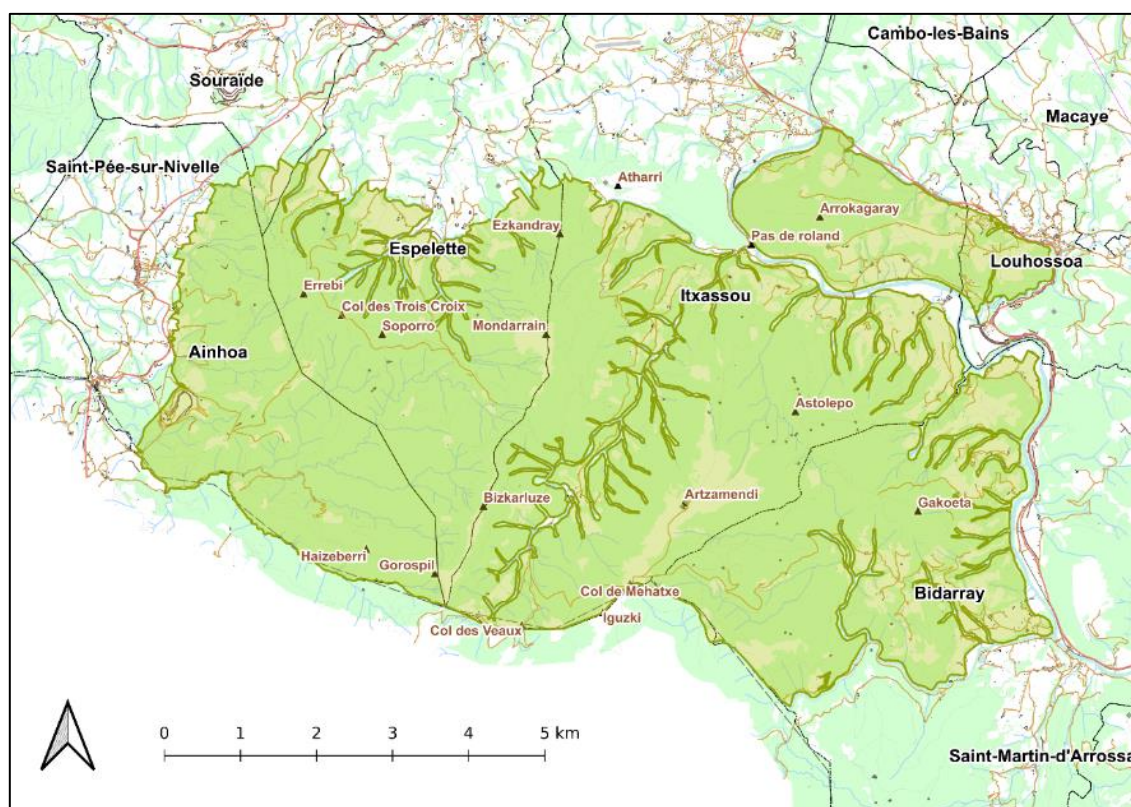 Cambo-les-Bains
Souraïde
Macaye
Saint-Pée-sur-Nivelle
Atharri
Arrokagaray
Ezkandray
Espelette
Pas de roland
Louhossoa
Errebi
Itxassou
Col des Trois Croix
Soporro
Mondarrain
Ainhoa
Astolepo
Bizkarluze
Artzamendi
Gakoeta
Haizeberri
Gorospil
Col de Mehatxe
Bidarray
Iguzki
Col des Veaux
0 1 2 3 4 5 km
Saint-Martin-d'Arrossa